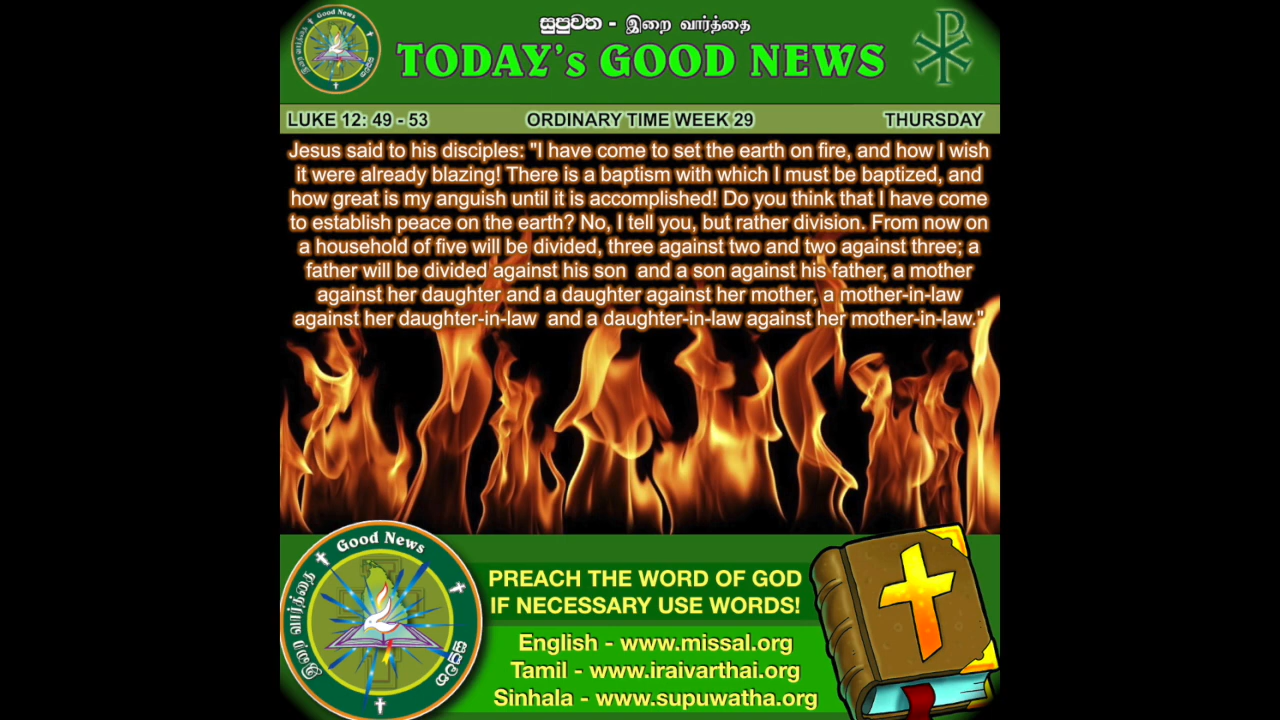 Good News
සුපුවත - இறை வார்த்தை
TODAY's GOOD NEWS
LUKE 12: 49 - 53 ORDINARY TIME WEEK 29 THURSDAY
Jesus said to his disciples: "I have come to set the earth on fire, and how I wish
it were already blazing! There is a baptism with which I must be baptized, and
how great is my anguish until it is accomplished! Do you think that I have come
to establish peace on the earth? No, I tell you, but rather division. From now on
a household of five will be divided, three against two and two against three; a
father will be divided against his son and a son against his father, a mother
against her daughter and a daughter against her mother, a mother-in-law
against her daughter-in-law and a daughter-in-law against her mother-in-law."
Good News
இறை வார்த்தை
සුපුවත
PREACH THE WORD OF GOD
IF NECESSARY USE WORDS!
English - www.missal.org
Tamil - www.iraivarthai.org
Sinhala - www.supuwatha.org